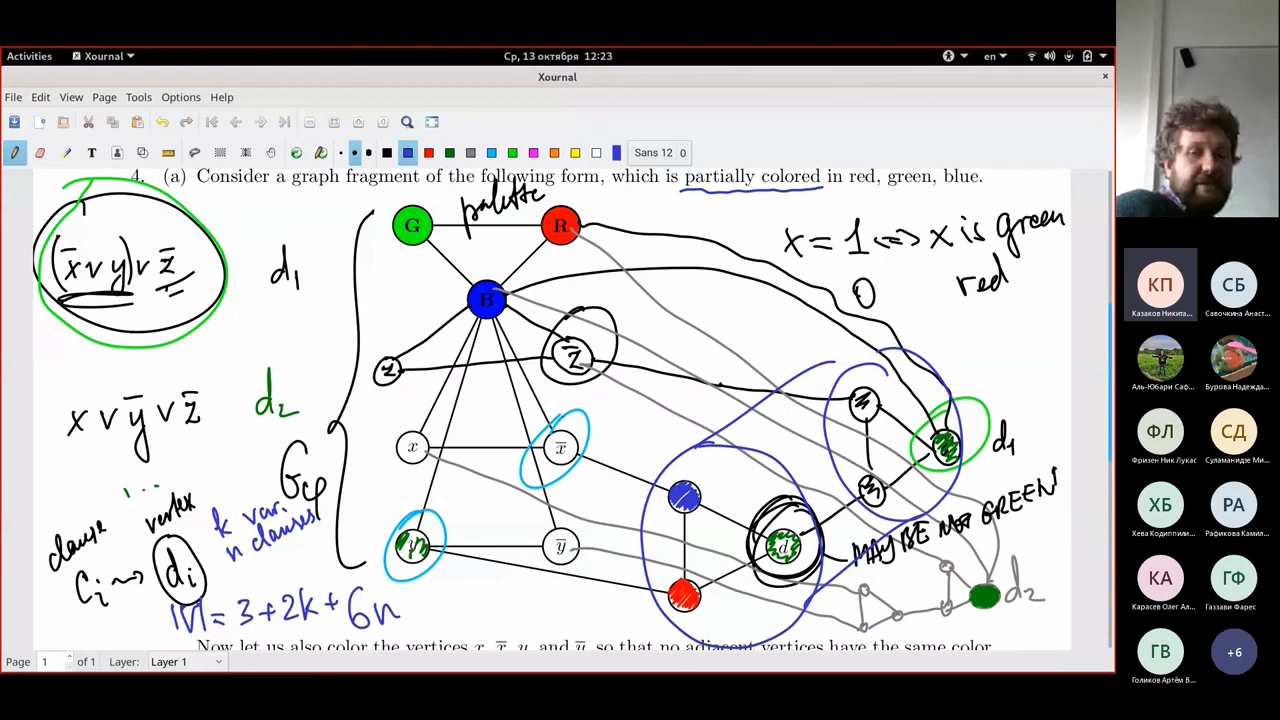 Activities Xournal Ср, 13 октября 12:23 en
Xournal
File Edit View Page Tools Options Help
T Sans 12 0
4. (a) Consider a graph fragment of the following form, which is partially colored in red, green, blue.
palette
G R
x = 1 <=> x is green
0 red
(x̄ ∨ y) ∨ z̄ d₁
B
z z̄
x ∨ ȳ ∨ z̄ d₂
x x̄
d₁
...
Gφ
clause vertex
k var.
n clauses
Cᵢ ⇝ dᵢ
ȳ
d
MAY BE NOT GREEN!
d₂
|V| = 3 + 2k + 6n
Now let us also color the vertices x, x̄, y, and ȳ, so that no adjacent vertices have the same color
Page 1 of 1 Layer: Layer 1
КП СБ
Казаков Никита... Савочкина Анаст...
Аль-Юбари Саф... Бурова Надежда...
ФЛ СД
Фризен Ник Лукас Суламанидзе Ми...
ХБ РА
Хева Кодиппили... Рафикова Камил...
КА ГФ
Карасев Олег Ал... Газзави Фарес
ГВ +6
Голиков Артём В...